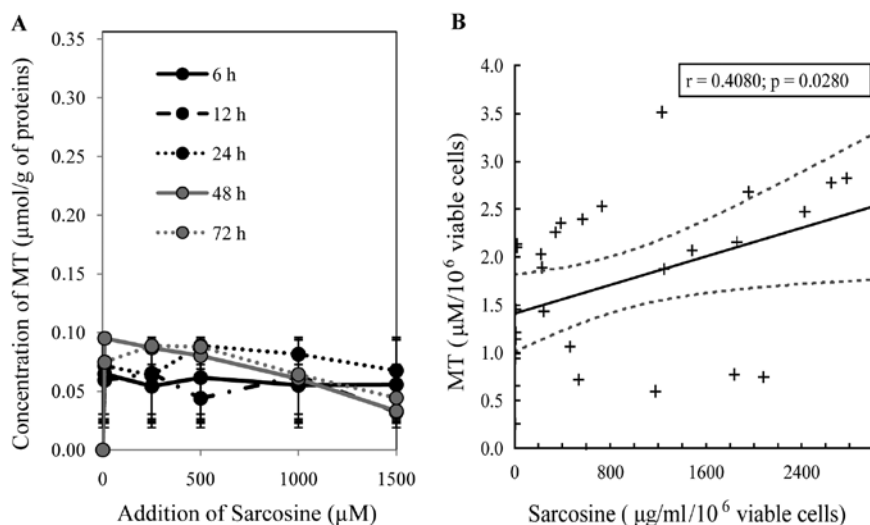 A
Concentration of MT (µmol/g of proteins)
0.35
0.30
0.25
0.20
0.15
0.10
0.05
0.00
6 h
12 h
24 h
48 h
72 h
0 500 1000 1500
Addition of Sarcosine (µM)
B
MT (µM/10⁶ viable cells)
4.0
3.5
3.0
2.5
2.0
1.5
1.0
0.5
0.0
r = 0.4080; p = 0.0280
0 800 1600 2400
Sarcosine ( µg/ml/10⁶ viable cells)